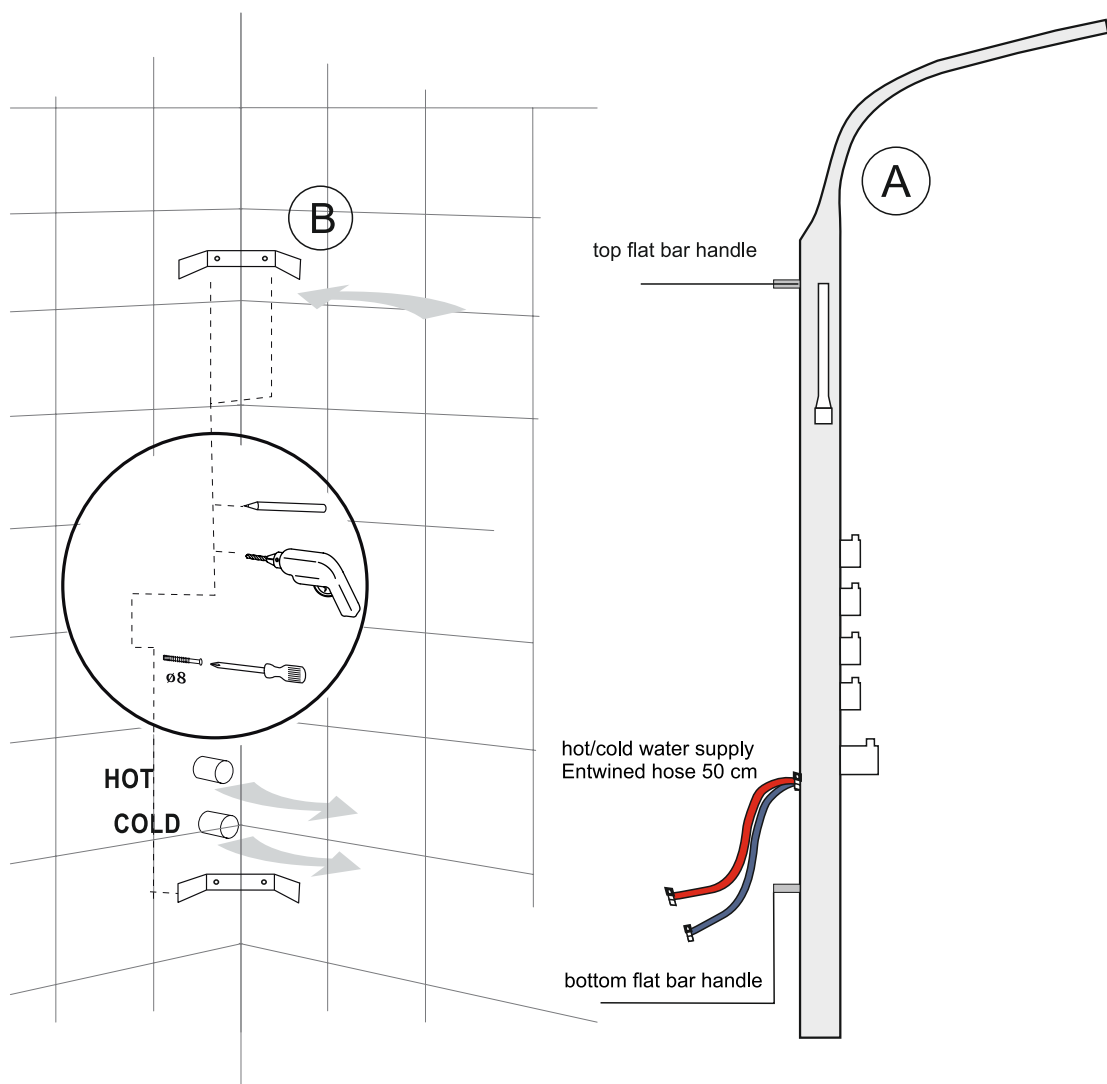 B
A
top flat bar handle
ø8
hot/cold water supply
Entwined hose 50 cm
HOT
COLD
bottom flat bar handle